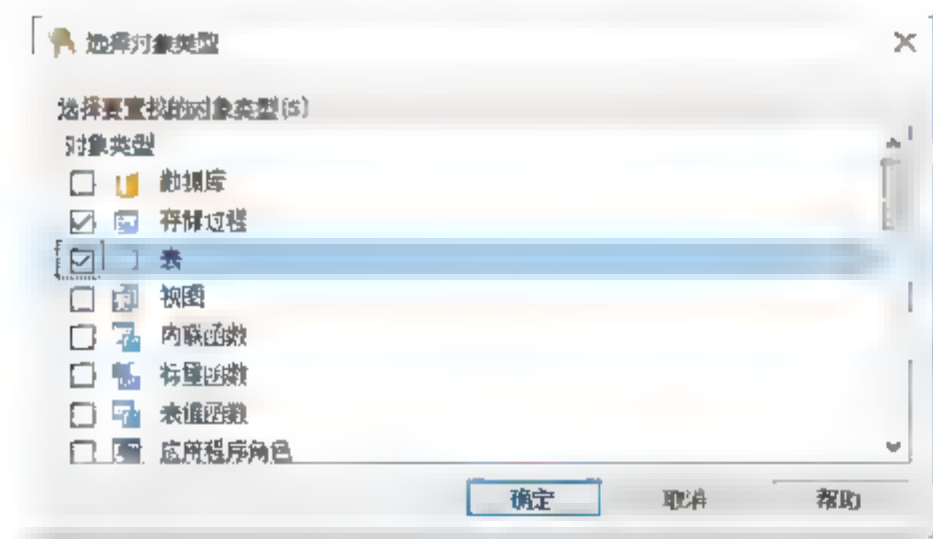 选择对象类型
选择要查找的对象类型(S)
对象类型
数据库
存储过程
表
视图
内联函数
标量函数
表值函数
应用程序角色
确定 取消 帮助